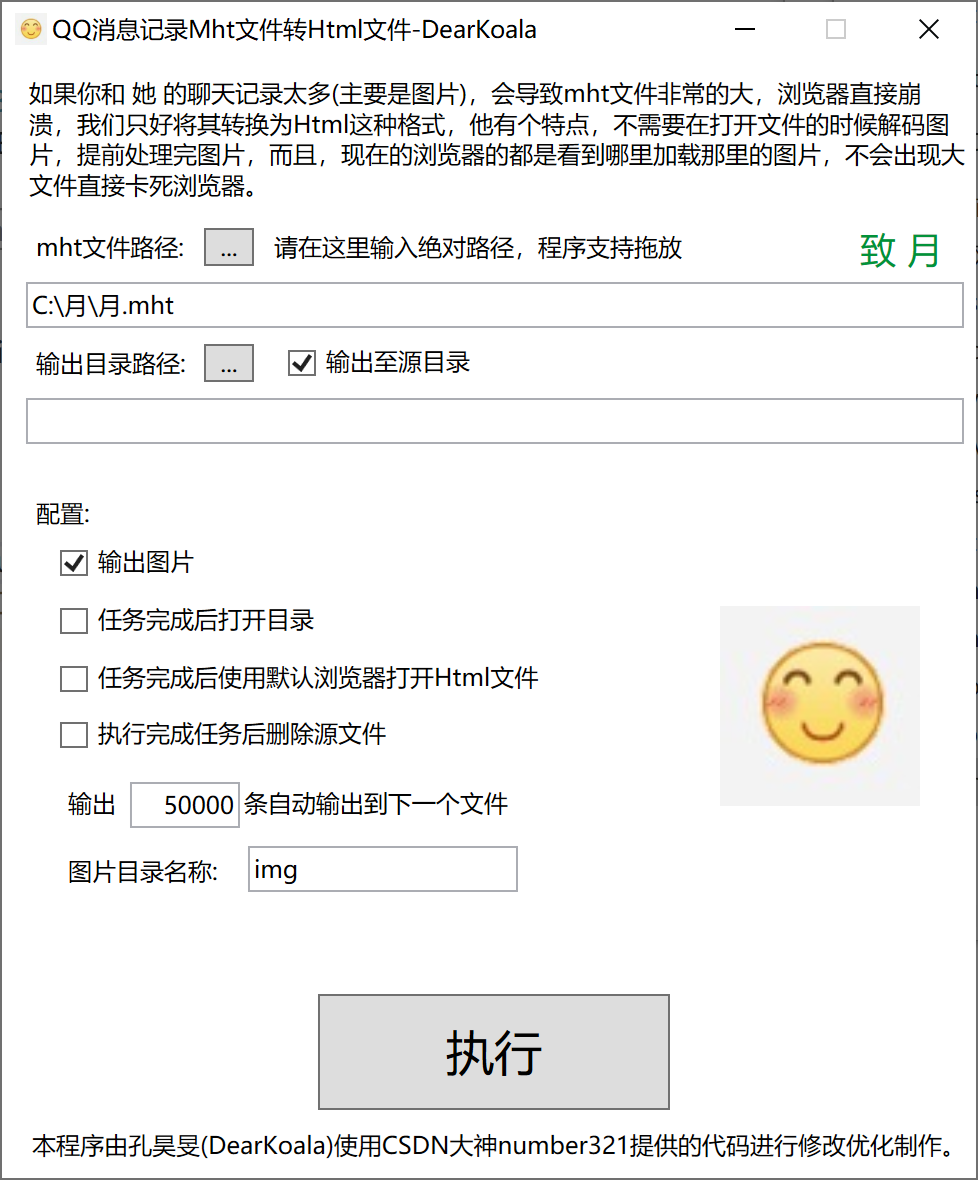 QQ消息记录Mht文件转Html文件-DearKoala
如果你和 她 的聊天记录太多(主要是图片)，会导致mht文件非常的大，浏览器直接崩
溃，我们只好将其转换为Html这种格式，他有个特点，不需要在打开文件的时候解码图
片，提前处理完图片，而且，现在的浏览器的都是看到哪里加载那里的图片，不会出现大
文件直接卡死浏览器。
mht文件路径: ... 请在这里输入绝对路径，程序支持拖放 致 月
C:\月\月.mht
输出目录路径: ... 输出至源目录
配置:
输出图片
任务完成后打开目录
任务完成后使用默认浏览器打开Html文件
执行完成任务后删除源文件
输出 50000 条自动输出到下一个文件
图片目录名称: img
执行
本程序由孔昊旻(DearKoala)使用CSDN大神number321提供的代码进行修改优化制作。